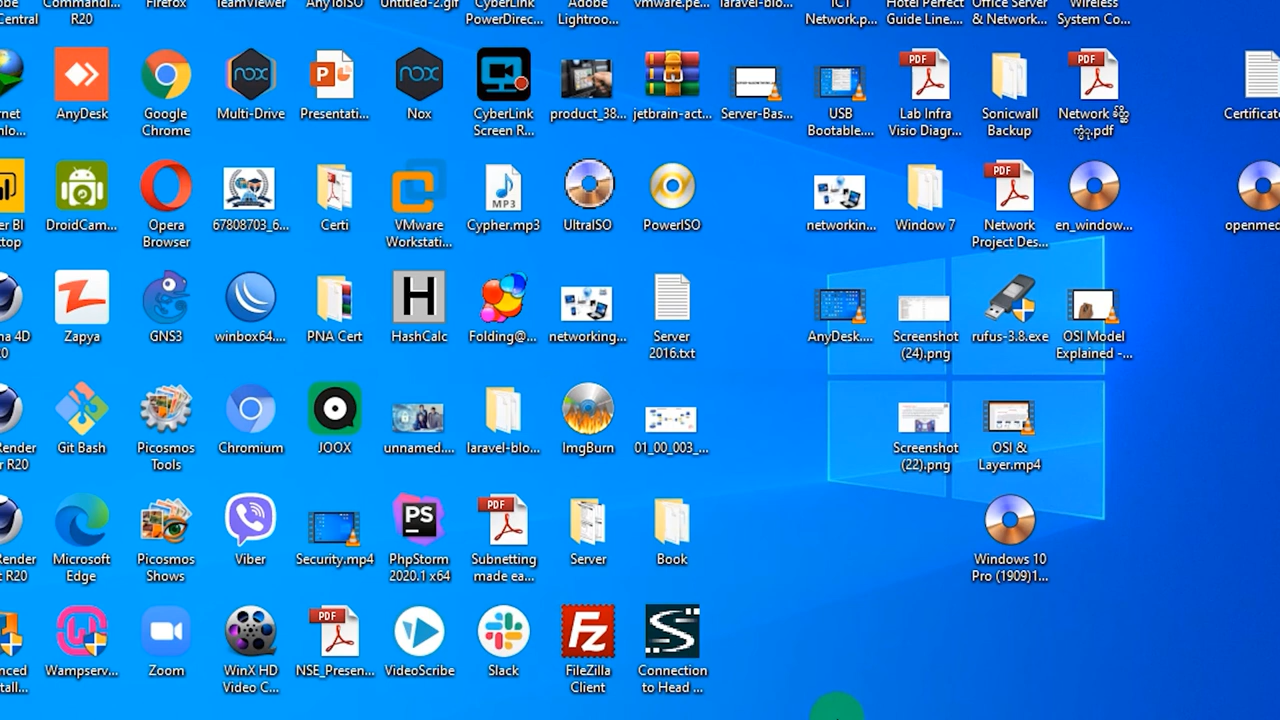 Central
Firefox
TeamViewer
AnyToISO
Untitled-2.gif
CyberLink
PowerDirec...
Adobe
Lightroo...
vmware.pe...
laravel-blo...
ICT
Network.p...
Hotel Perfect
Guide Line....
Office Server
& Network...
Wireless
System Co...
R20
AnyDesk
Google
Chrome
Multi-Drive
Presentati...
Nox
CyberLink
Screen R...
product_38...
jetbrain-act...
Server-Bas...
USB
Bootable....
Lab Infra
Visio Diagr...
Sonicwall
Backup
DroidCam...
Opera
Browser
67808703_6...
Certi
VMware
Workstati...
Cypher.mp3
UltraISO
PowerISO
networkin...
Window 7
Network
Project Des...
en_window...
Zapya
GNS3
winbox64....
PNA Cert
HashCalc
Folding@...
networking...
Server
2016.txt
AnyDesk....
Screenshot
(24).png
rufus-3.8.exe
OSI Model
Explained -...
Git Bash
Picosmos
Tools
Chromium
JOOX
unnamed....
laravel-blo...
ImgBurn
01_00_003_...
Screenshot
(22).png
OSI &
Layer.mp4
Microsoft
Edge
Picosmos
Shows
Viber
Security.mp4
PhpStorm
2020.1 x64
Subnetting
made ea...
Server
Book
Windows 10
Pro (1909)1...
Wampserv...
Zoom
WinX HD
Video C...
NSE_Presen...
VideoScribe
Slack
FileZilla
Client
Connection
to Head ...